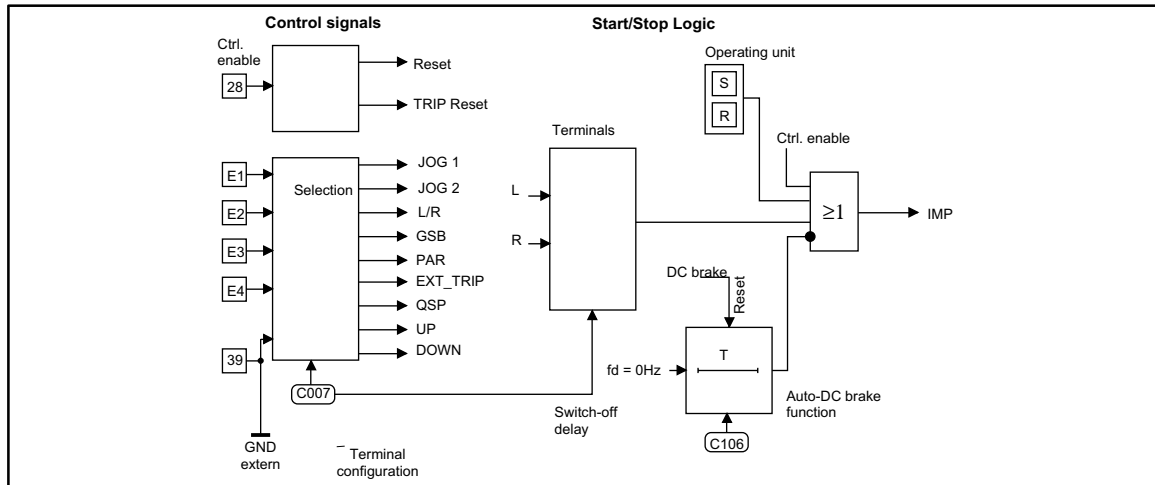 Control signals
Start/Stop Logic
Ctrl.
enable
28
Reset
TRIP Reset
E1
E2
E3
E4
39
Selection
JOG 1
JOG 2
L/R
GSB
PAR
EXT_TRIP
QSP
UP
DOWN
C007
GND
extern
Terminal
configuration
Operating unit
S
R
Terminals
L
R
Ctrl. enable
≥1
IMP
DC brake
Reset
T
fd = 0Hz
Switch-off
delay
Auto-DC brake
function
C106